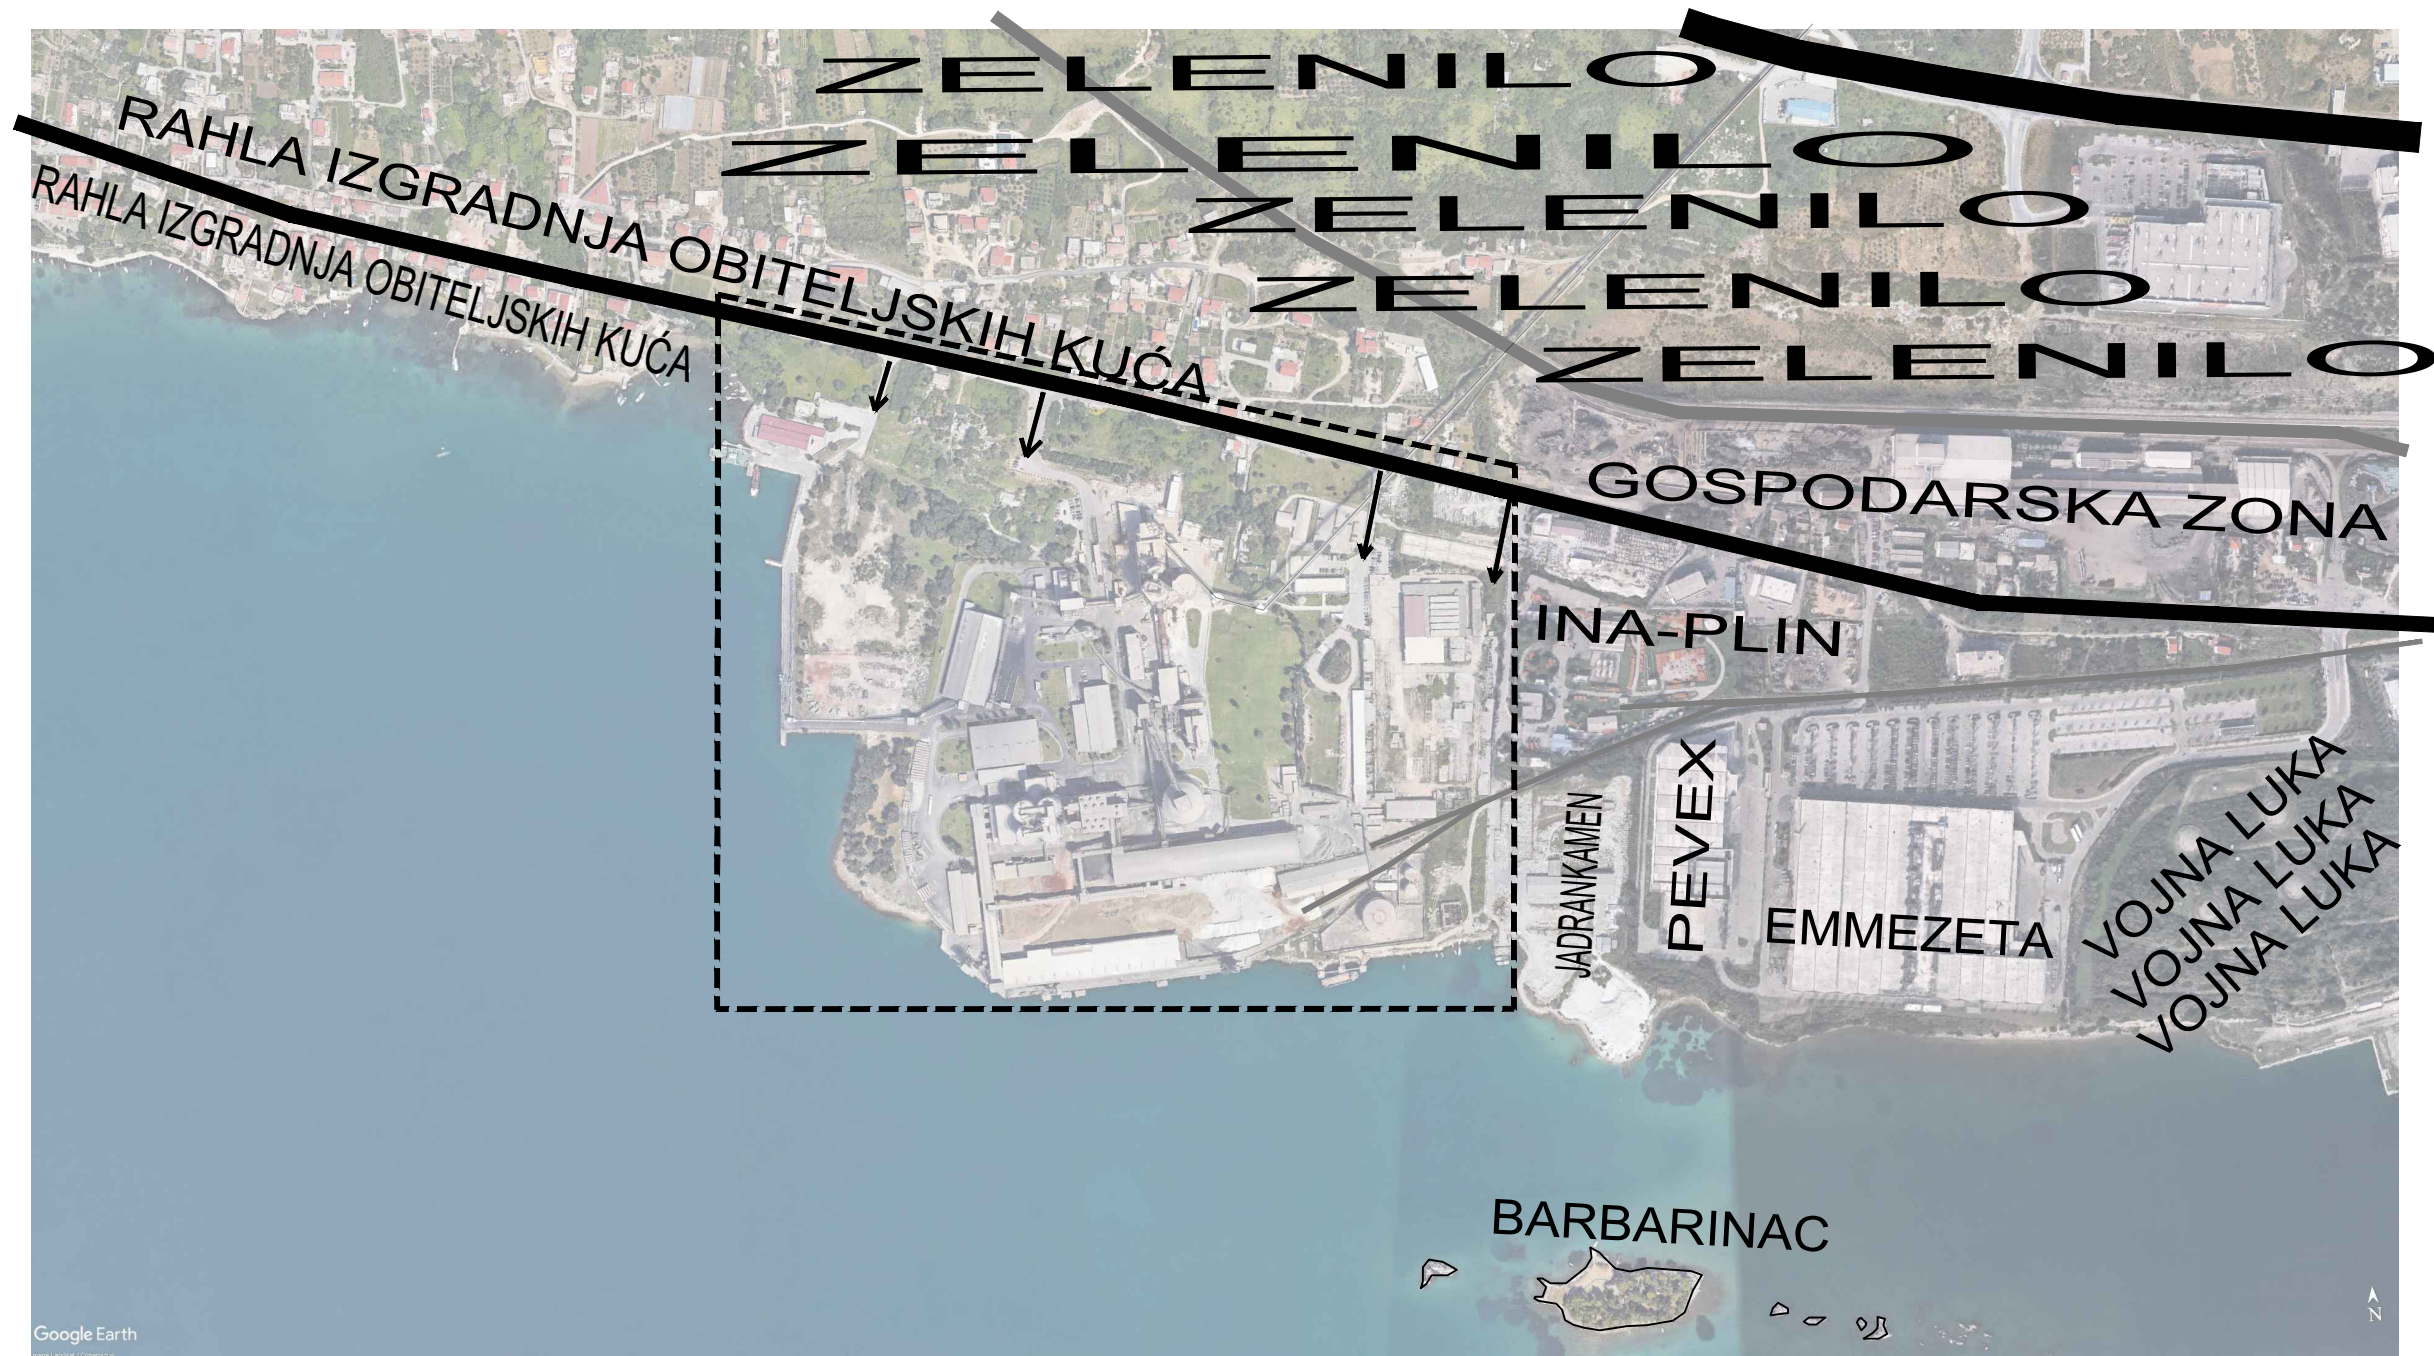 ZELENILO
ZELENILO
ZELENILO
ZELENILO
ZELENILO
RAHLA IZGRADNJA OBITELJSKIH KUĆA
RAHLA IZGRADNJA OBITELJSKIH KUĆA
GOSPODARSKA ZONA
INA-PLIN
JADRANKAMEN
PEVEX
EMMEZETA
VOJNA LUKA
VOJNA LUKA
VOJNA LUKA
BARBARINAC
N
Google Earth